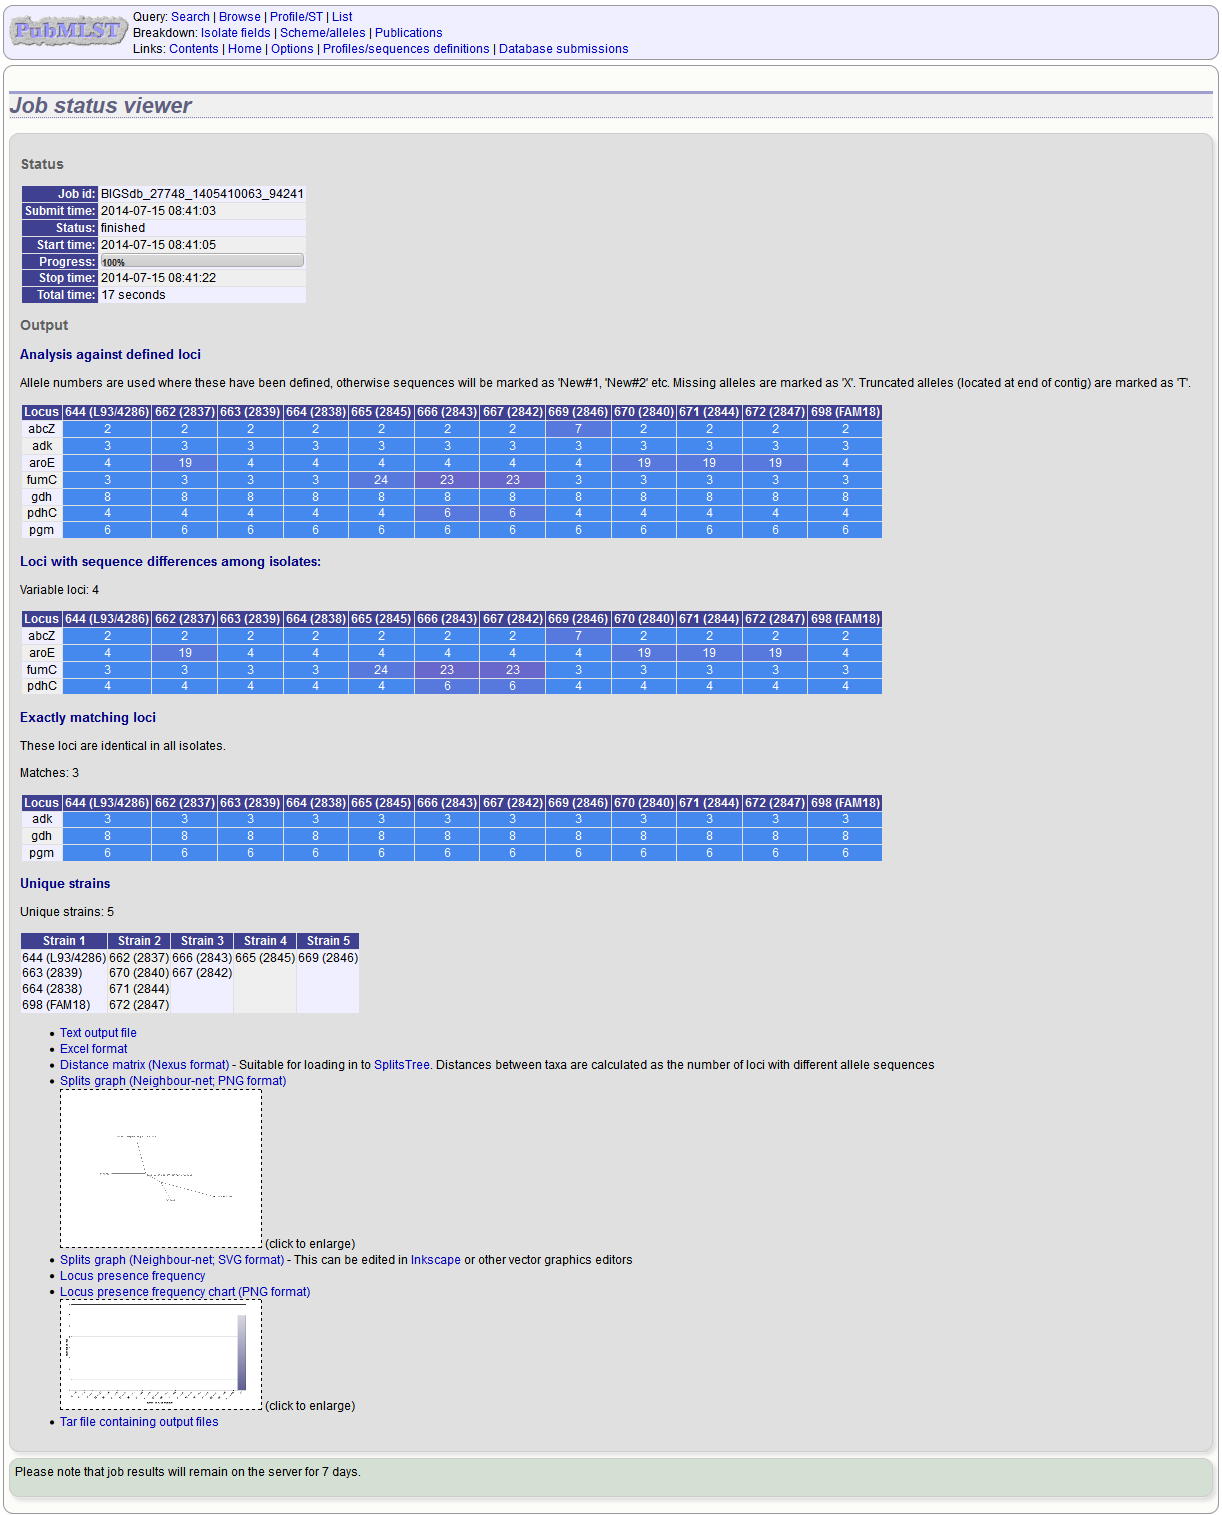 PubMLST
Query: Search | Browse | Profile/ST | List
Breakdown: Isolate fields | Scheme/alleles | Publications
Links: Contents | Home | Options | Profiles/sequences definitions | Database submissions
Job status viewer
Status
Job id: BIGSdb_27748_1405410063_94241
Submit time: 2014-07-15 08:41:03
Status: finished
Start time: 2014-07-15 08:41:05
Progress: 100%
Stop time: 2014-07-15 08:41:22
Total time: 17 seconds
Output
Analysis against defined loci
Allele numbers are used where these have been defined, otherwise sequences will be marked as 'New#1, 'New#2' etc. Missing alleles are marked as 'X'. Truncated alleles (located at end of contig) are marked as 'T'.
Locus 644 (L93/4286) 662 (2837) 663 (2839) 664 (2838) 665 (2845) 666 (2843) 667 (2842) 669 (2846) 670 (2840) 671 (2844) 672 (2847) 698 (FAM18)
abcZ 2 2 2 2 2 2 2 7 2 2 2 2
adk 3 3 3 3 3 3 3 3 3 3 3 3
aroE 4 19 4 4 4 4 4 4 19 19 19 4
fumC 3 3 3 3 24 23 23 3 3 3 3 3
gdh 8 8 8 8 8 8 8 8 8 8 8 8
pdhC 4 4 4 4 4 6 6 4 4 4 4 4
pgm 6 6 6 6 6 6 6 6 6 6 6 6
Loci with sequence differences among isolates:
Variable loci: 4
Locus 644 (L93/4286) 662 (2837) 663 (2839) 664 (2838) 665 (2845) 666 (2843) 667 (2842) 669 (2846) 670 (2840) 671 (2844) 672 (2847) 698 (FAM18)
abcZ 2 2 2 2 2 2 2 7 2 2 2 2
aroE 4 19 4 4 4 4 4 4 19 19 19 4
fumC 3 3 3 3 24 23 23 3 3 3 3 3
pdhC 4 4 4 4 4 6 6 4 4 4 4 4
Exactly matching loci
These loci are identical in all isolates.
Matches: 3
Locus 644 (L93/4286) 662 (2837) 663 (2839) 664 (2838) 665 (2845) 666 (2843) 667 (2842) 669 (2846) 670 (2840) 671 (2844) 672 (2847) 698 (FAM18)
adk 3 3 3 3 3 3 3 3 3 3 3 3
gdh 8 8 8 8 8 8 8 8 8 8 8 8
pgm 6 6 6 6 6 6 6 6 6 6 6 6
Unique strains
Unique strains: 5
Strain 1 Strain 2 Strain 3 Strain 4 Strain 5
644 (L93/4286) 662 (2837) 666 (2843) 665 (2845) 669 (2846)
663 (2839) 670 (2840) 667 (2842)
664 (2838) 671 (2844)
698 (FAM18) 672 (2847)
• Text output file
• Excel format
• Distance matrix (Nexus format) - Suitable for loading in to SplitsTree. Distances between taxa are calculated as the number of loci with different allele sequences
• Splits graph (Neighbour-net; PNG format)
(click to enlarge)
• Splits graph (Neighbour-net; SVG format) - This can be edited in Inkscape or other vector graphics editors
• Locus presence frequency
• Locus presence frequency chart (PNG format)
(click to enlarge)
• Tar file containing output files
Please note that job results will remain on the server for 7 days.